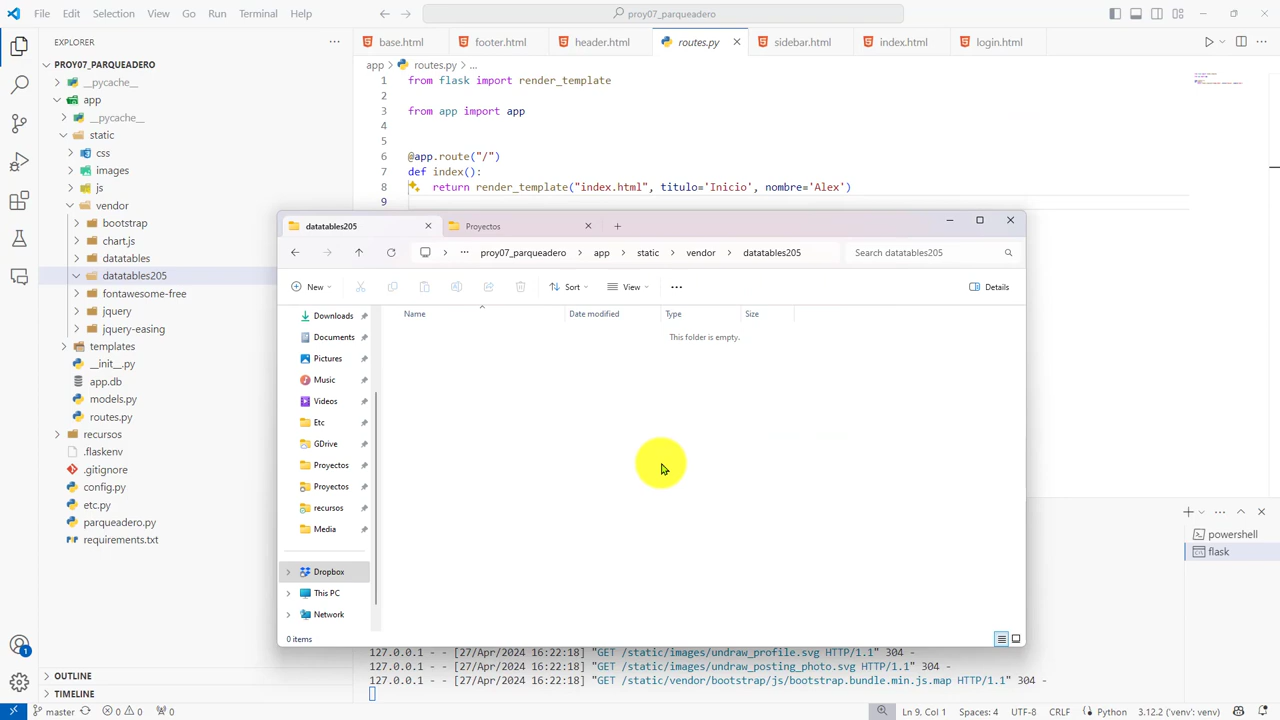 File Edit Selection View Go Run Terminal Help
proy07_parqueadero
EXPLORER
base.html footer.html header.html routes.py sidebar.html index.html login.html
PROY07_PARQUEADERO
app > routes.py > ...
__pycache__
app
__pycache__
static
css
images
js
vendor
bootstrap
chart.js
datatables
datatables205
fontawesome-free
jquery
jquery-easing
templates
__init__.py
app.db
models.py
routes.py
recursos
.flaskenv
.gitignore
config.py
etc.py
parqueadero.py
requirements.txt
OUTLINE
TIMELINE
1 from flask import render_template
2
3 from app import app
4
5
6 @app.route("/")
7 def index():
8 return render_template("index.html", titulo='Inicio', nombre='Alex')
9
datatables205 Proyectos
proy07_parqueadero > app > static > vendor > datatables205
Search datatables205
New Sort View Details
Name Date modified Type Size
This folder is empty.
Downloads
Documents
Pictures
Music
Videos
Etc
GDrive
Proyectos
Proyectos
recursos
Media
Dropbox
This PC
Network
0 items
powershell
flask
127.0.0.1 - - [27/Apr/2024 16:22:18] "GET /static/images/undraw_profile.svg HTTP/1.1" 304 -
127.0.0.1 - - [27/Apr/2024 16:22:18] "GET /static/images/undraw_posting_photo.svg HTTP/1.1" 304 -
127.0.0.1 - - [27/Apr/2024 16:22:18] "GET /static/vendor/bootstrap/js/bootstrap.bundle.min.js.map HTTP/1.1" 304 -
master 0 0 0 Ln 9, Col 1 Spaces: 4 UTF-8 CRLF Python 3.12.2 ('venv': venv)
1